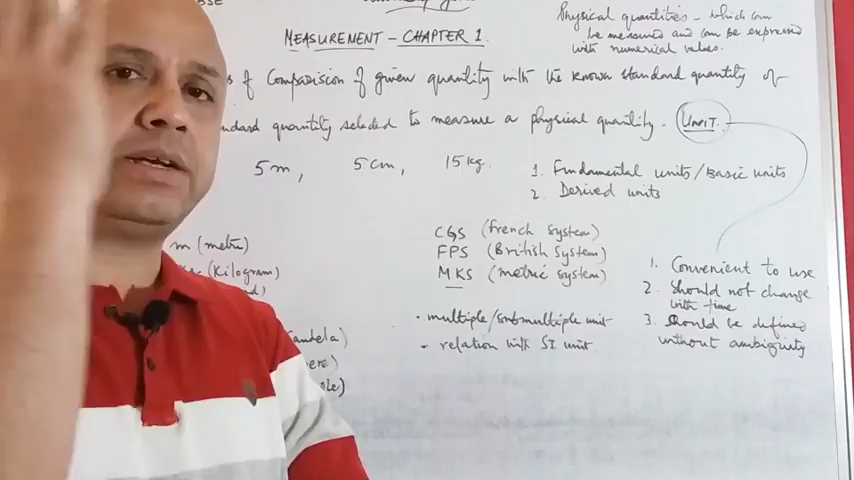 MEASUREMENT - CHAPTER 1.
Physical quantities - which can
be measured and can be expressed
with numerical values.
of Comparision of given quantity with the known standard quantity of
quantity selected to measure a physical quantity. UNIT.
5m, 5cm, 15kg.
1. Fundamental units/Basic units
2. Derived units
m (metre)
(Kilogram)
CGS (French System)
FPS (British System)
MKS (metric system)
• multiple/submultiple unit
- relation with SI unit.
1. Convenient to use
2. Should not change
with time.
3. Should be defined
without ambiguity